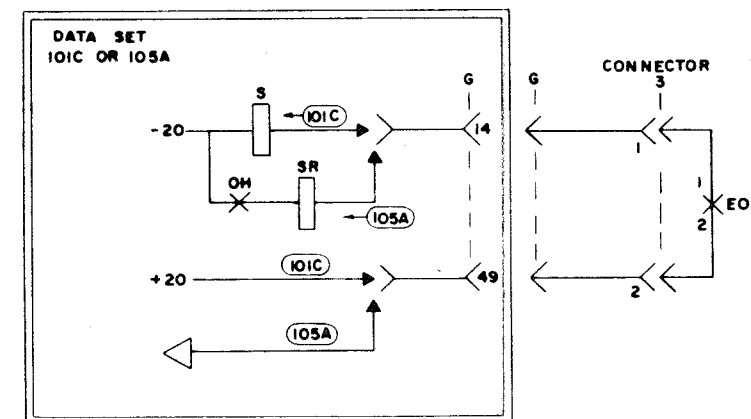 DATA SET
101C OR 105A
CONNECTOR
G
G
3
S
101C
-20
14
1
SR
OH
1
EO
2
105A
101C
+20
49
2
105A